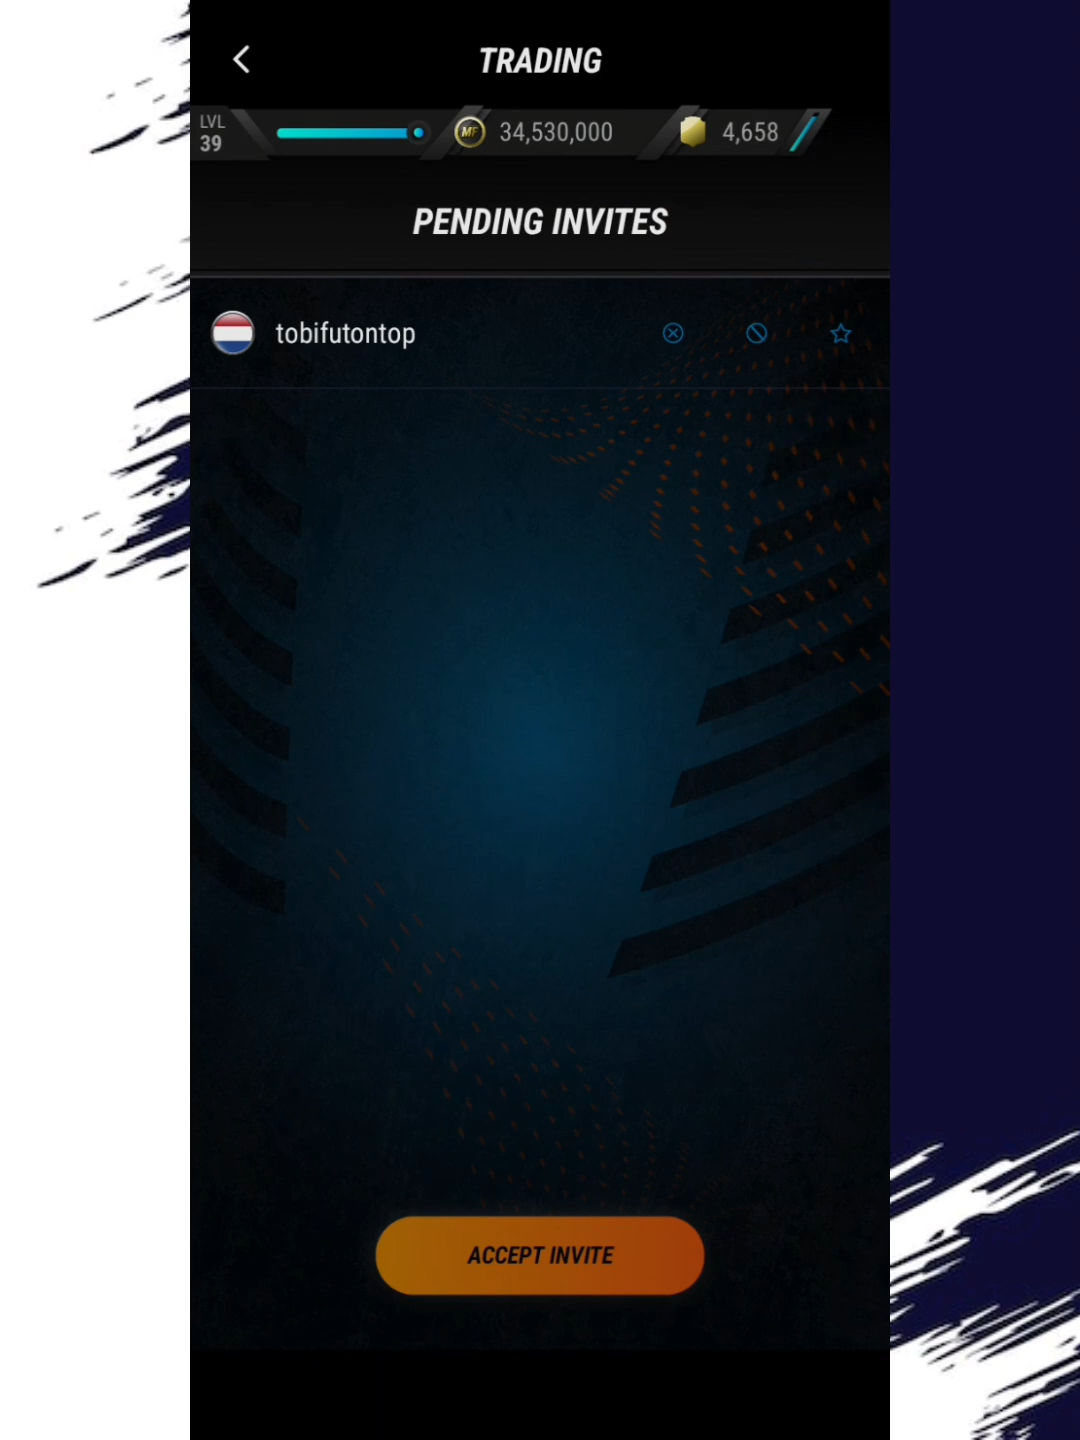 TRADING
LVL
39
MF
34,530,000
4,658
PENDING INVITES
tobifutontop
ACCEPT INVITE